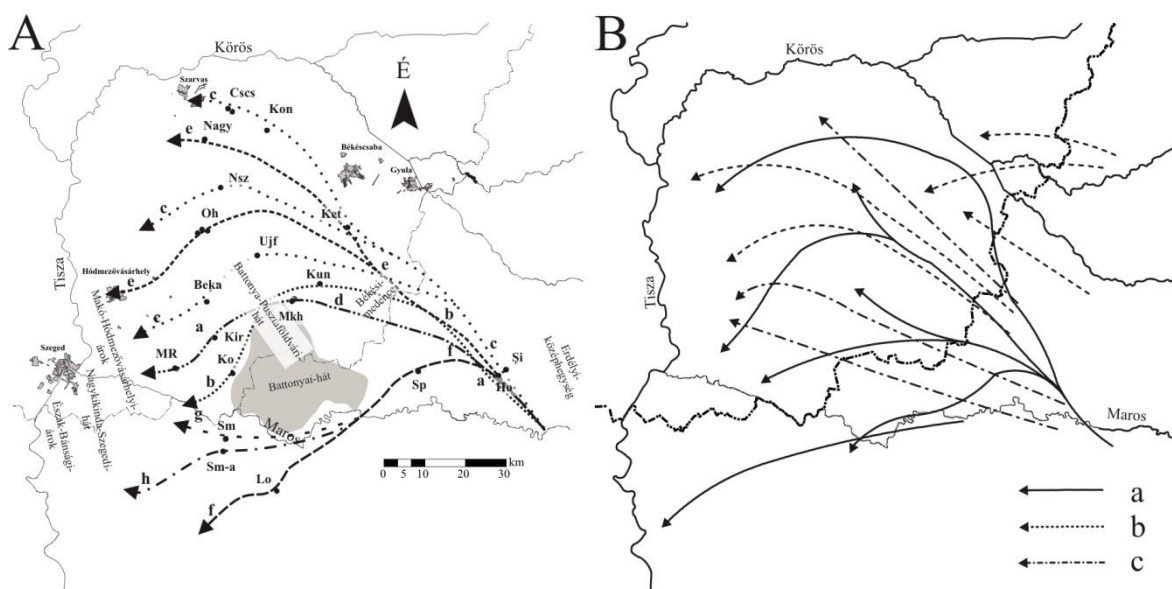 A
Körös
Szarvas
c
Cscs
Kon
É
e
Nagy
Békéscsaba
Gyula
Nsz
c
Oh
Ket
Ujf
e
Tisza
Hódmezővásárhely
e
Beka
Kun
Békési-
medence
b
Battonya-Pusztaföldvári-
hát
Makó-Hódmezővásárhelyi-
árok
c
a
Mkh
d
Kir
Szeged
MR
Ko
c
f
Și
a
Ho
Erdélyi-
középhegység
b
Battonyai-hát
Sp
g
Nagykikinda-Szegedi-
hát
Észak-Bánsági-
árok
Sm
Maros
Sm-a
h
Lo
f
0 5 10 20 30
km
B
Körös
Tisza
Maros
a
b
c